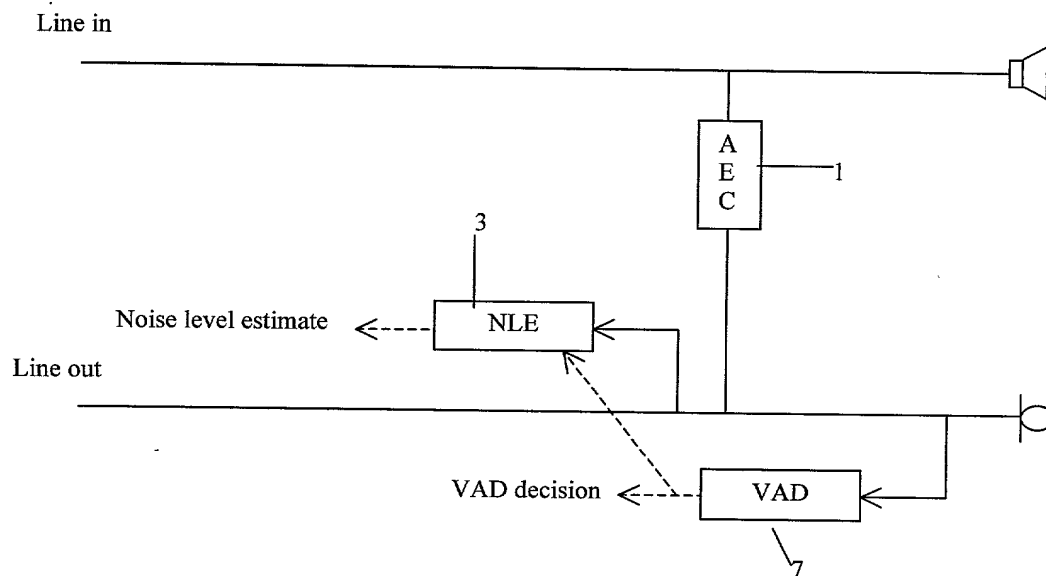 Line in
A
E
C
1
3
Noise level estimate
NLE
Line out
VAD decision
VAD
7